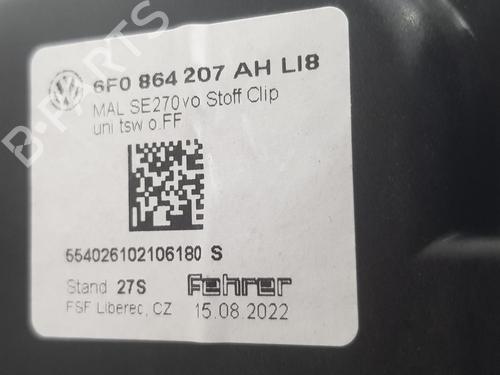 6F0 864 207 AH LI8
MAL SE270vo Stoff Clip
uni tsw o.FF
554026102106180 S
Stand 27S Fehrer
FSF Liberec, CZ 15.08.2022
B-PARTS